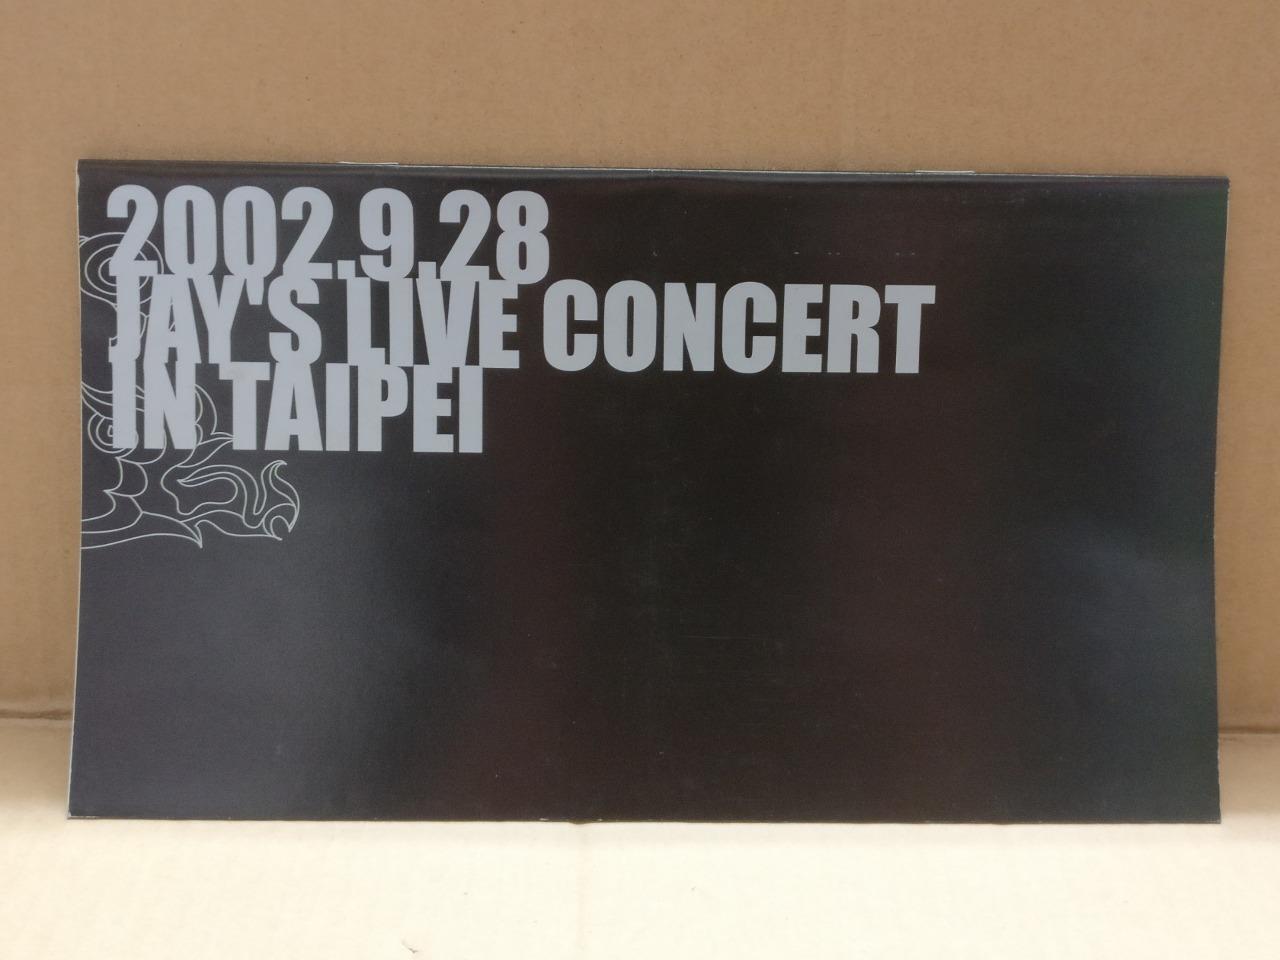 2002.9.28
JAY'S LIVE CONCERT
IN TAIPEI